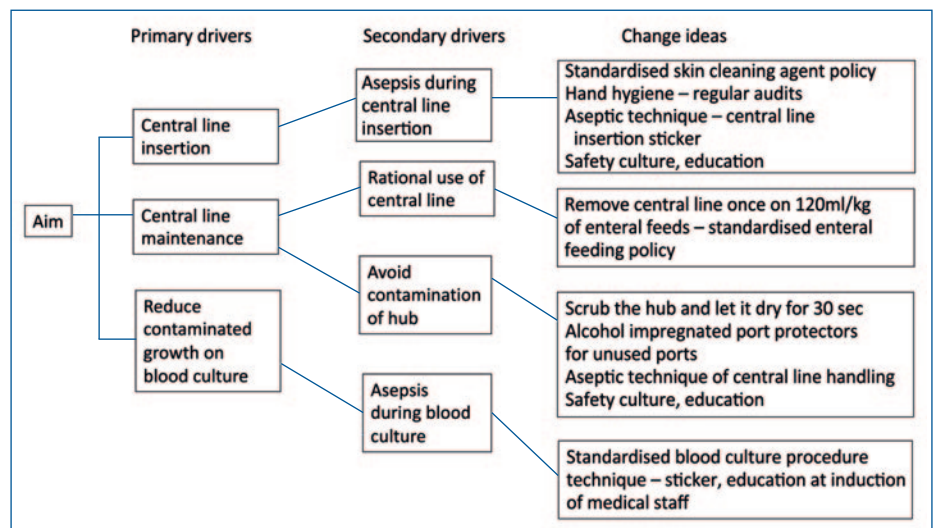 Primary drivers
Secondary drivers
Change ideas
Aim
Central line
insertion
Central line
maintenance
Reduce
contaminated
growth on
blood culture
Asepsis during
central line
insertion
Rational use of
central line
Avoid
contamination
of hub
Asepsis
during blood
culture
Standardised skin cleaning agent policy
Hand hygiene – regular audits
Aseptic technique – central line
insertion sticker
Safety culture, education
Remove central line once on 120ml/kg
of enteral feeds – standardised enteral
feeding policy
Scrub the hub and let it dry for 30 sec
Alcohol impregnated port protectors
for unused ports
Aseptic technique of central line handling
Safety culture, education
Standardised blood culture procedure
technique – sticker, education at induction
of medical staff